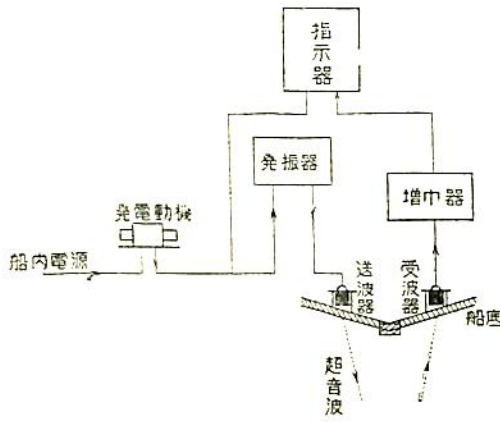 指示器
発振器
増巾器
発電動機
船内電源
送波器
受波器
船底
超音波